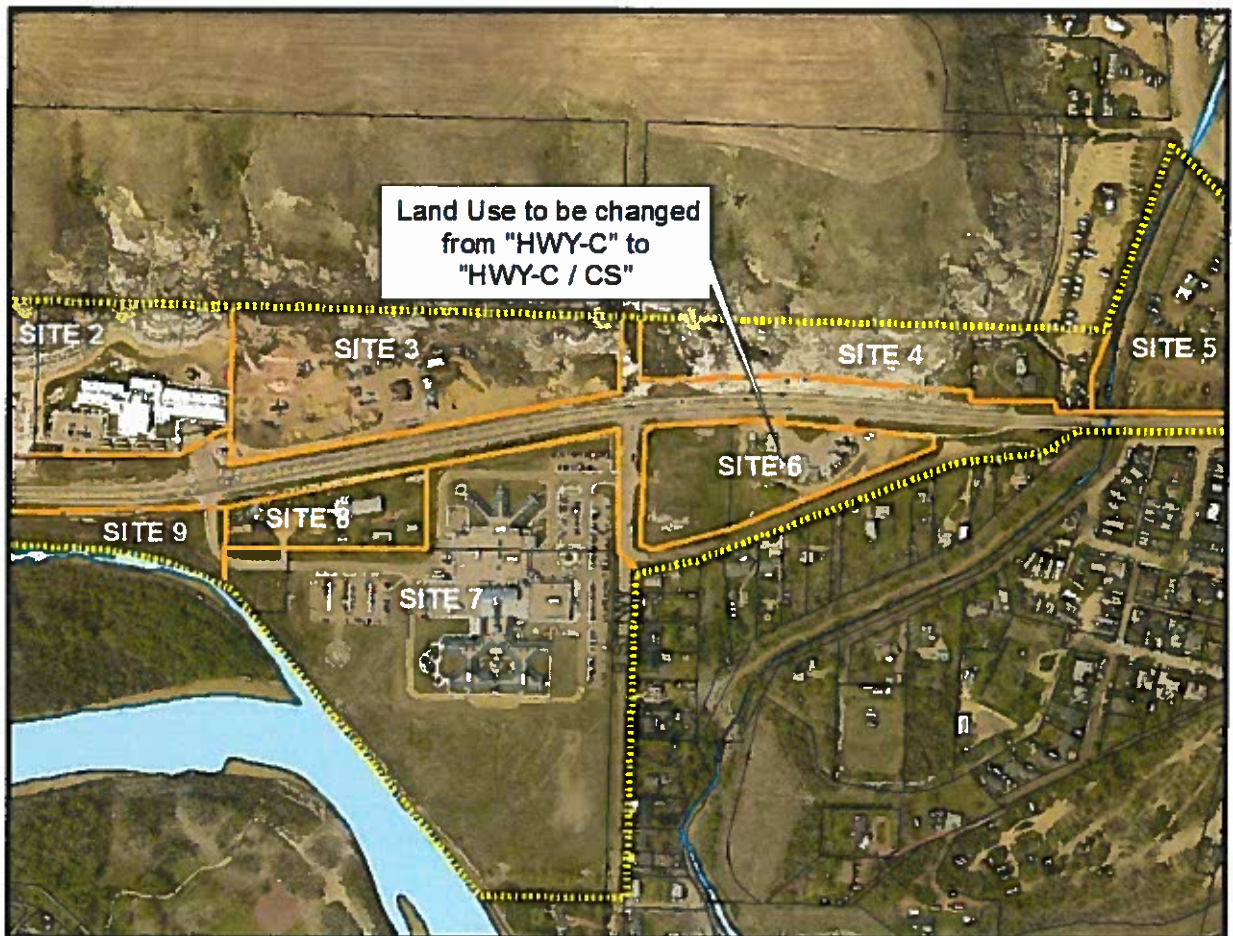 Land Use to be changed
from "HWY-C" to
"HWY-C / CS"
SITE 2
SITE 3
SITE 4
SITE 5
SITE 6
SITE 8
SITE 9
SITE 7